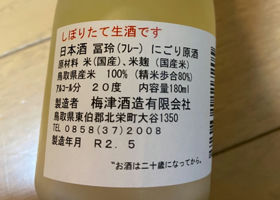 しぼりたて生酒です
日本酒 冨玲(フレー) にごり原酒
原材料 米(国産)、米麹 (国産米)
鳥取県産米 100% (精米歩合80%)
アルコール分 20度 内容量180ml
製造者 梅津酒造有限会社
鳥取県東伯郡北栄町大谷1350
TEL 0858(37)2008
製造年月 R2.5
"お酒は二十歳になってから。